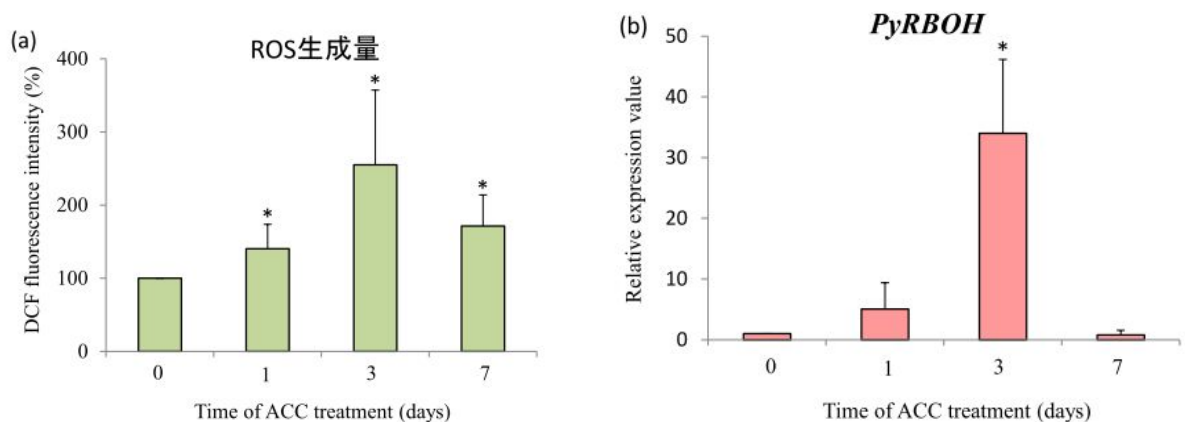 (a)
ROS生成量
DCF fluorescence intensity (%)
400
300
200
100
0
*
*
*
0 1 3 7
Time of ACC treatment (days)
(b)
PyRBOH
Relative expression value
50
40
30
20
10
0
*
0 1 3 7
Time of ACC treatment (days)